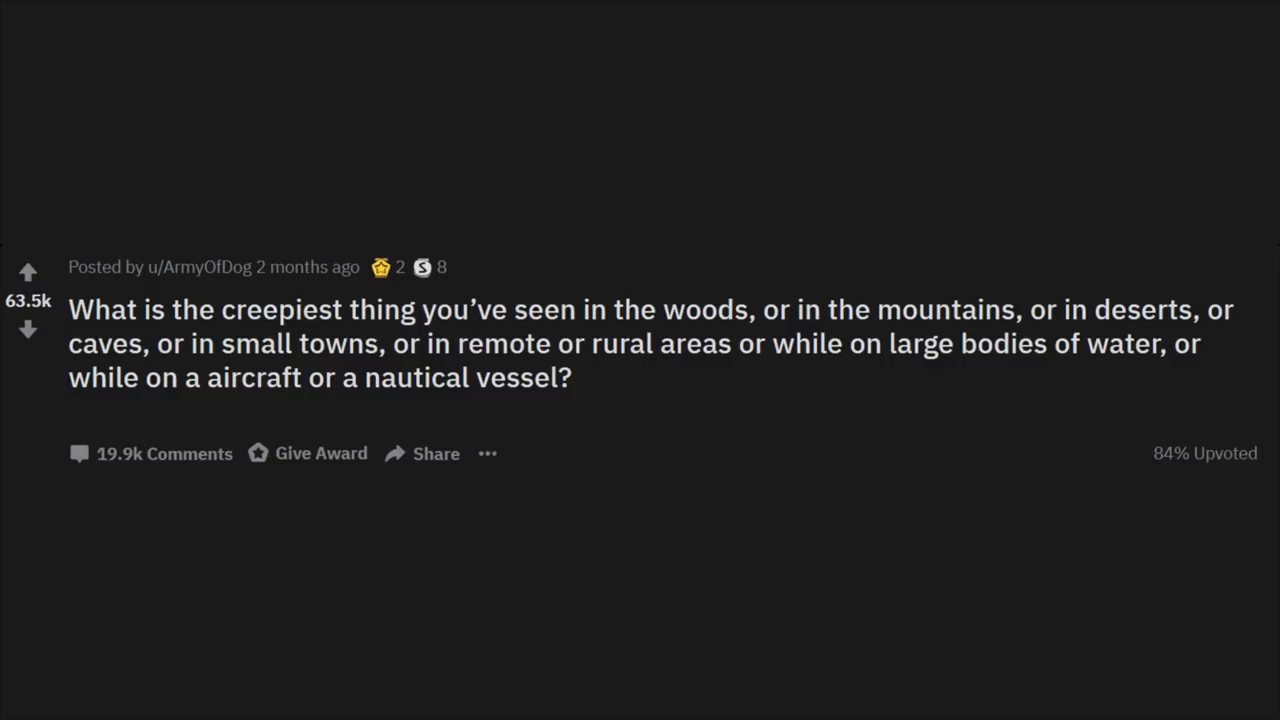 Posted by u/ArmyOfDog 2 months ago 2 S 8
63.5k
What is the creepiest thing you’ve seen in the woods, or in the mountains, or in deserts, or
caves, or in small towns, or in remote or rural areas or while on large bodies of water, or
while on a aircraft or a nautical vessel?
19.9k Comments Give Award Share ••• 84% Upvoted